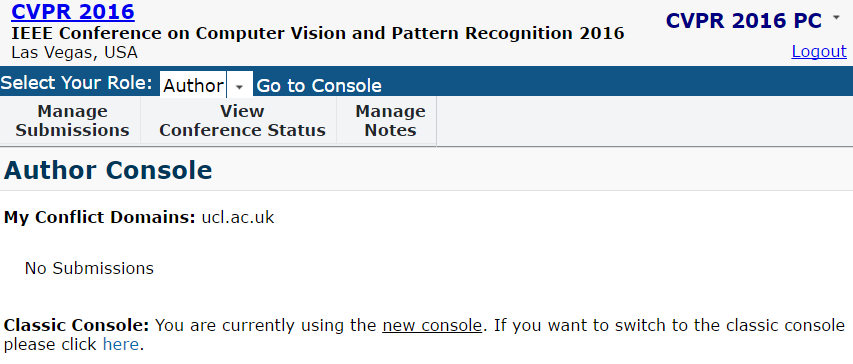 CVPR 2016
IEEE Conference on Computer Vision and Pattern Recognition 2016
Las Vegas, USA
CVPR 2016 PC
Logout
Select Your Role: Author Go to Console
Manage Submissions
View Conference Status
Manage Notes
Author Console
My Conflict Domains: ucl.ac.uk
No Submissions
Classic Console: You are currently using the new console. If you want to switch to the classic console
please click here.